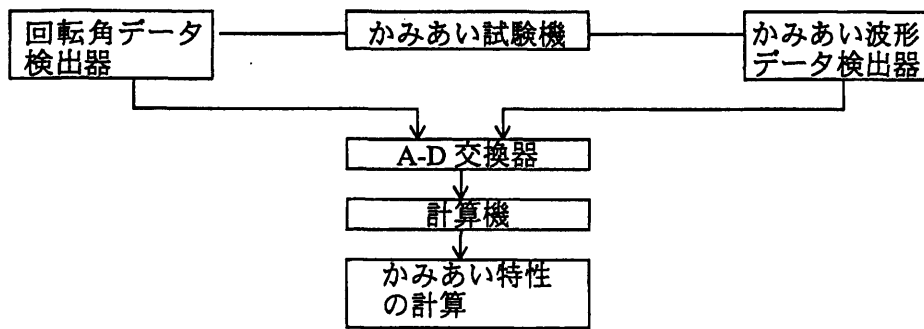 回転角データ
検出器
かみあい試験機
かみあい波形
データ検出器
A-D 交換器
計算機
かみあい特性
の計算